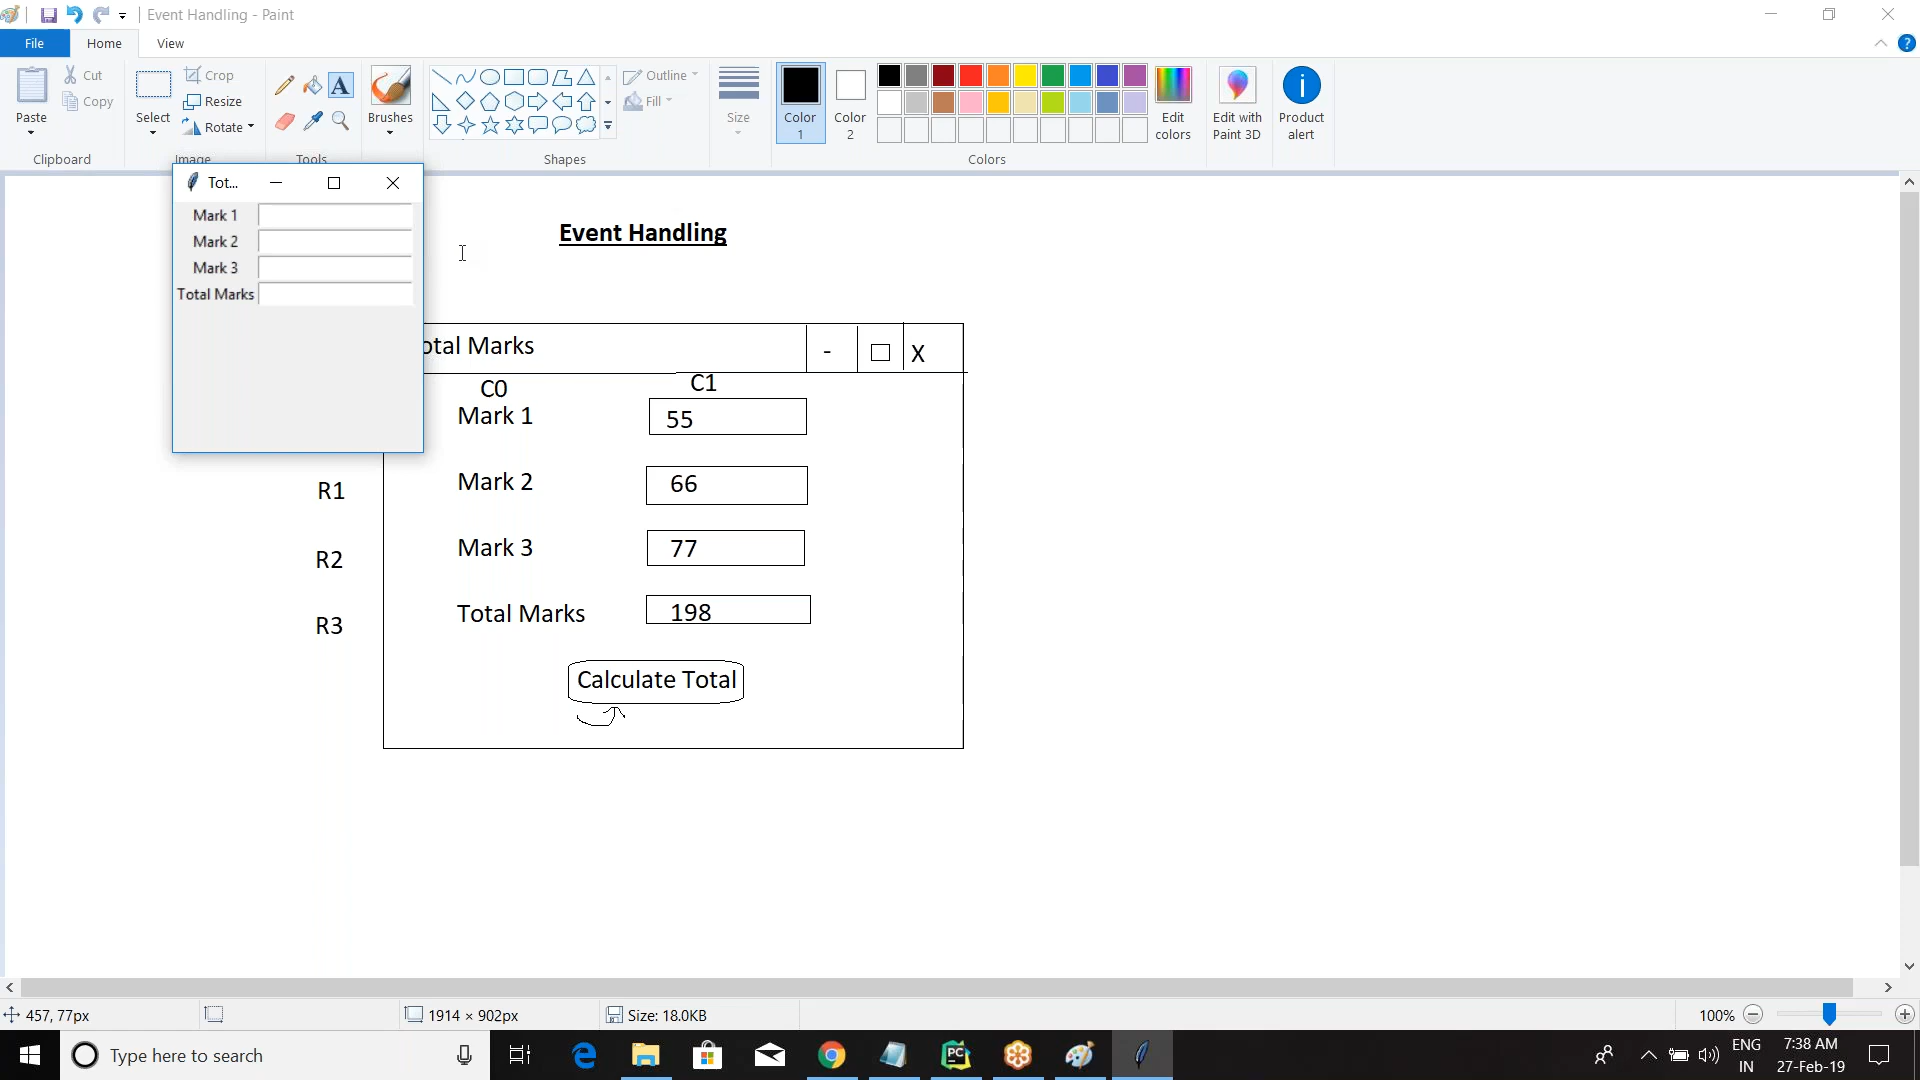 Event Handling - Paint
File
Home
View
Paste
Cut
Copy
Clipboard
Select
Crop
Resize
Rotate
Image
Tools
Brushes
Shapes
Outline
Fill
Size
Color
1
Color
2
Colors
Edit
colors
Edit with
Paint 3D
Product
alert
Tot...
Mark 1
Mark 2
Mark 3
Total Marks
Event Handling
otal Marks
-
X
C0
C1
Mark 1
55
R1
Mark 2
66
R2
Mark 3
77
R3
Total Marks
198
Calculate Total
457, 77px
1914 × 902px
Size: 18.0KB
100%
Type here to search
PC
ENG
IN
7:38 AM
27-Feb-19